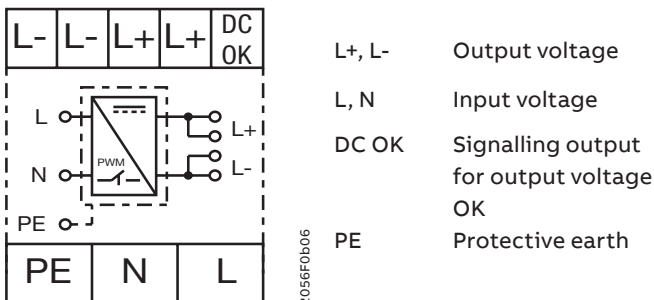 L- L- L+ L+ DC OK
L
N
PE
PWM
L+
L-
PE N L
2056F0b06
L+, L- Output voltage
L, N Input voltage
DC OK Signalling output
for output voltage
OK
PE Protective earth